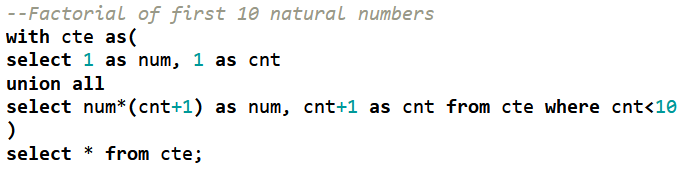 --Factorial of first 10 natural numbers
with cte as(
select 1 as num, 1 as cnt
union all
select num*(cnt+1) as num, cnt+1 as cnt from cte where cnt<10
)
select * from cte;